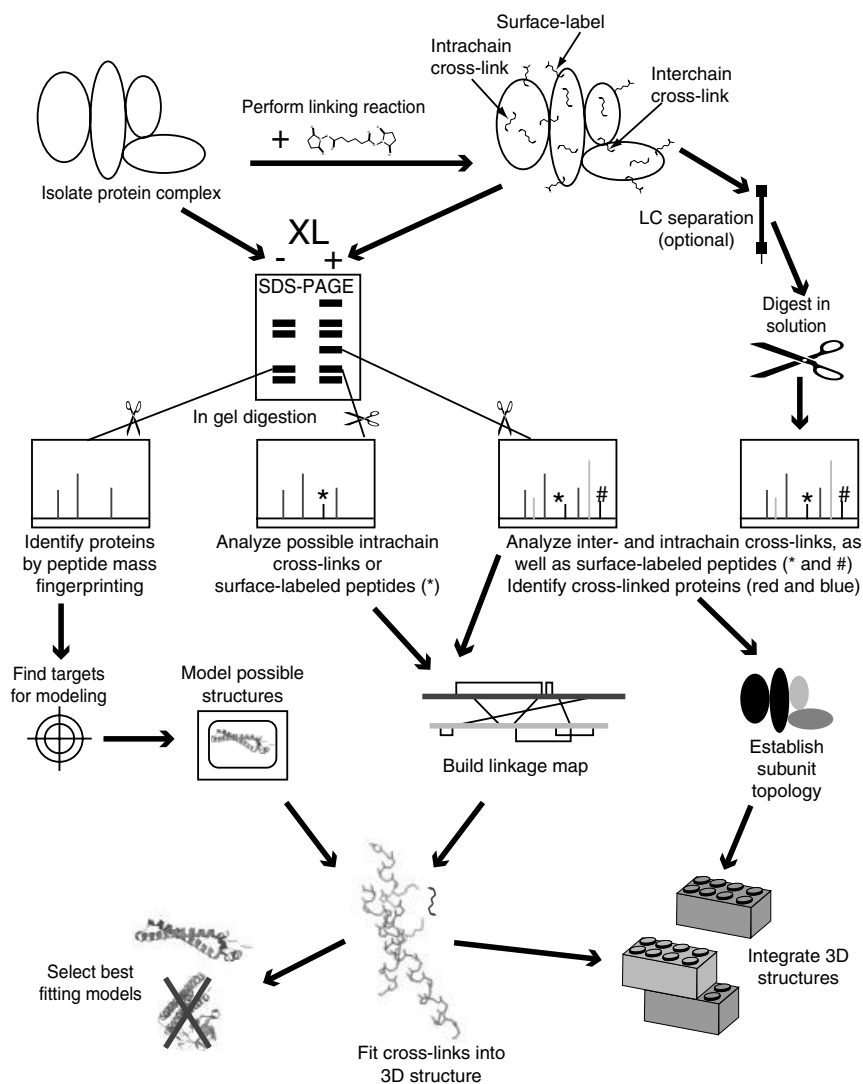 Surface-label
Intrachain
cross-link
Interchain
cross-link
Perform linking reaction
+
Isolate protein complex
LC separation
(optional)
XL
- +
SDS-PAGE
Digest in
solution
In gel digestion
*
* #
* #
Identify proteins
by peptide mass
fingerprinting
Analyze possible intrachain
cross-links or
surface-labeled peptides (*)
Analyze inter- and intrachain cross-links, as
well as surface-labeled peptides (* and #)
Identify cross-linked proteins (red and blue)
Find targets
for modeling
Model possible
structures
Build linkage map
Establish
subunit
topology
Select best
fitting models
Fit cross-links into
3D structure
Integrate 3D
structures